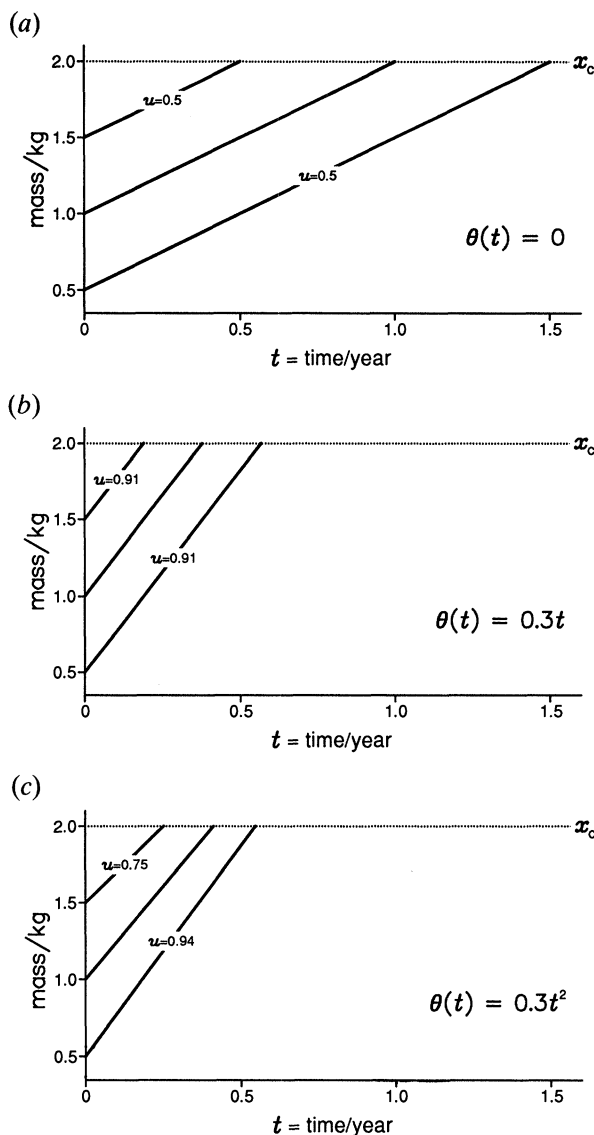 (a)
2.0
x_c
u=0.5
1.5
mass/kg
1.0
u=0.5
θ(t) = 0
0.5
0 0.5 1.0 1.5
t = time/year
(b)
2.0
x_c
u=0.91
1.5
mass/kg
u=0.91
1.0
θ(t) = 0.3t
0.5
0 0.5 1.0 1.5
t = time/year
(c)
2.0
x_c
u=0.75
1.5
mass/kg
u=0.94
1.0
θ(t) = 0.3t²
0.5
0 0.5 1.0 1.5
t = time/year